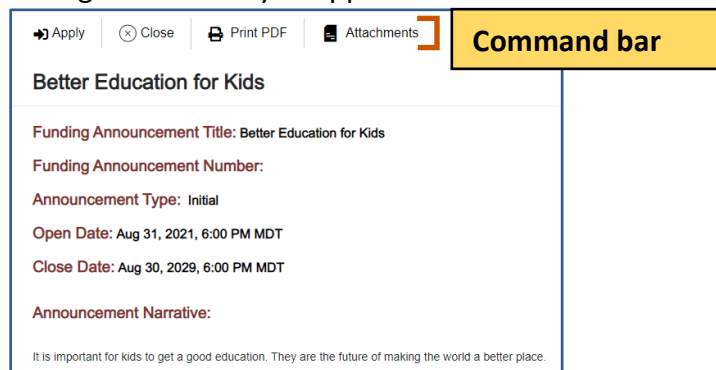 Apply Close Print PDF Attachments
Command bar
Better Education for Kids
Funding Announcement Title: Better Education for Kids
Funding Announcement Number:
Announcement Type: Initial
Open Date: Aug 31, 2021, 6:00 PM MDT
Close Date: Aug 30, 2029, 6:00 PM MDT
Announcement Narrative:
It is important for kids to get a good education. They are the future of making the world a better place.